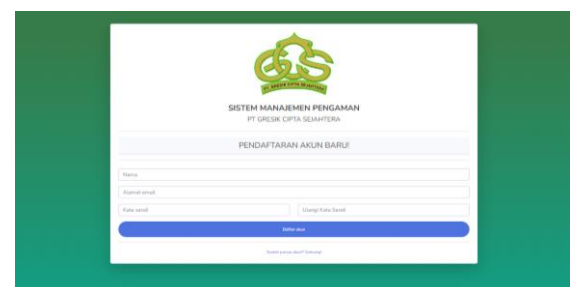 PT. GRESIK CIPTA SEJAHTERA
SISTEM MANAJEMEN PENGAMAN
PT GRESIK CIPTA SEJAHTERA
PENDAFTARAN AKUN BARU!
Nama
Alamat email
Kata sandi
Ulangi Kata Sandi
Daftar akun
Sudah punya akun?